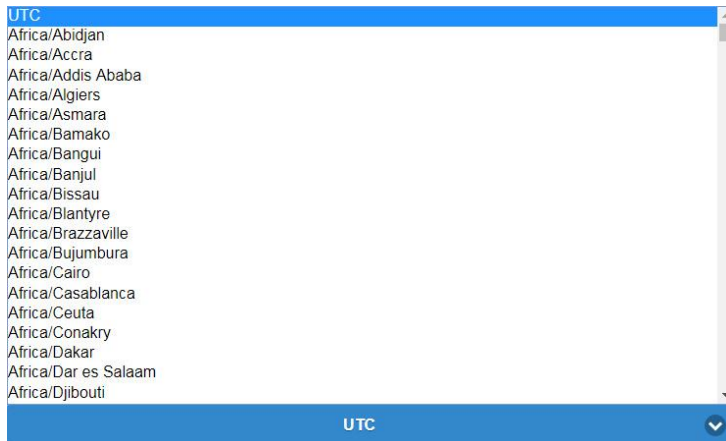 UTC
Africa/Abidjan
Africa/Accra
Africa/Addis Ababa
Africa/Algiers
Africa/Asmara
Africa/Bamako
Africa/Bangui
Africa/Banjul
Africa/Bissau
Africa/Blantyre
Africa/Brazzaville
Africa/Bujumbura
Africa/Cairo
Africa/Casablanca
Africa/Ceuta
Africa/Conakry
Africa/Dakar
Africa/Dar es Salaam
Africa/Djibouti
UTC